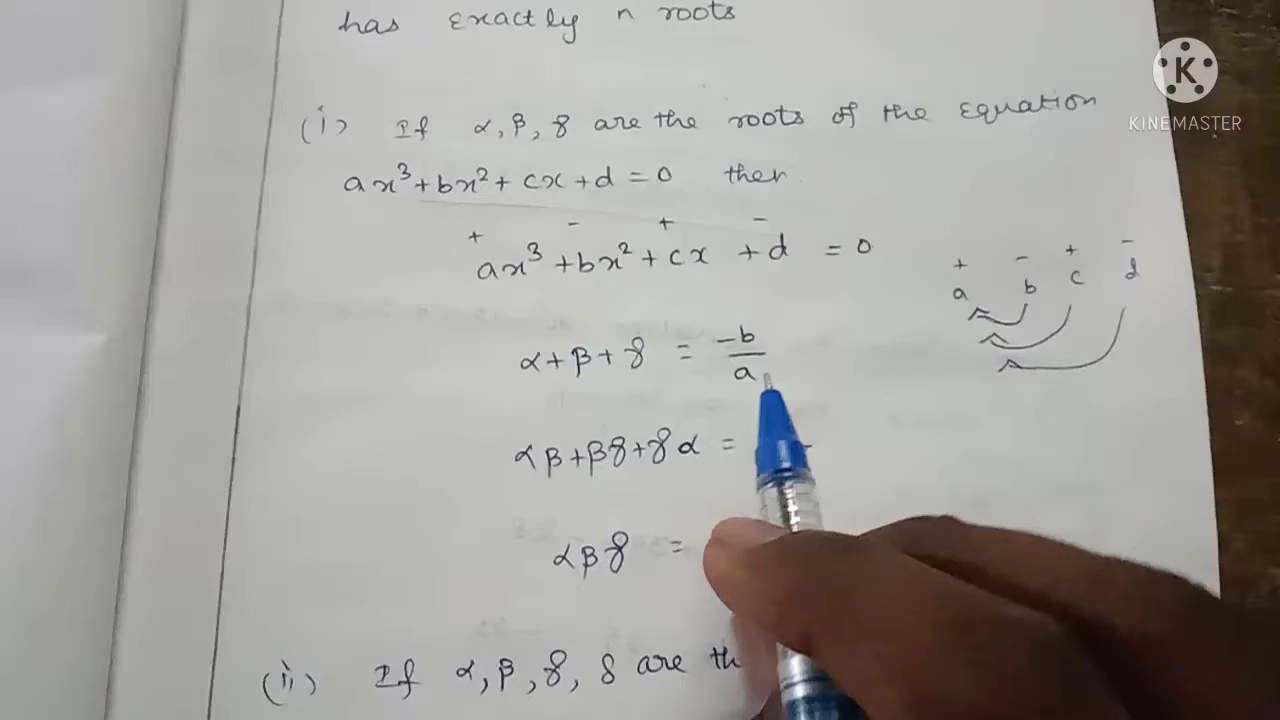 has exactly n roots
K
KINEMASTER
(i) If α, β, γ are the roots of the equation
ax³ + bx² + cx + d = 0 then
+ - + -
ax³ + bx² + cx + d = 0
+ - + -
a b c d
α + β + γ = -b/a
αβ + βγ + γα =
αβγ =
(ii) If α, β, γ, δ are th